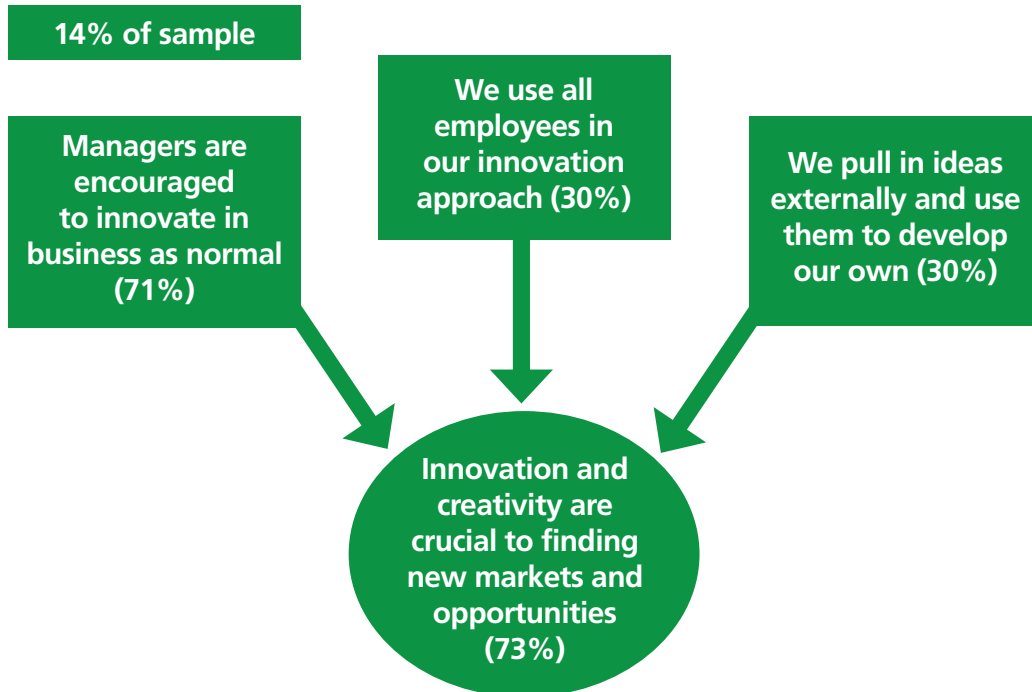 14% of sample
Managers are
encouraged
to innovate in
business as normal
(71%)
We use all
employees in
our innovation
approach (30%)
We pull in ideas
externally and use
them to develop
our own (30%)
Innovation and
creativity are
crucial to finding
new markets and
opportunities
(73%)